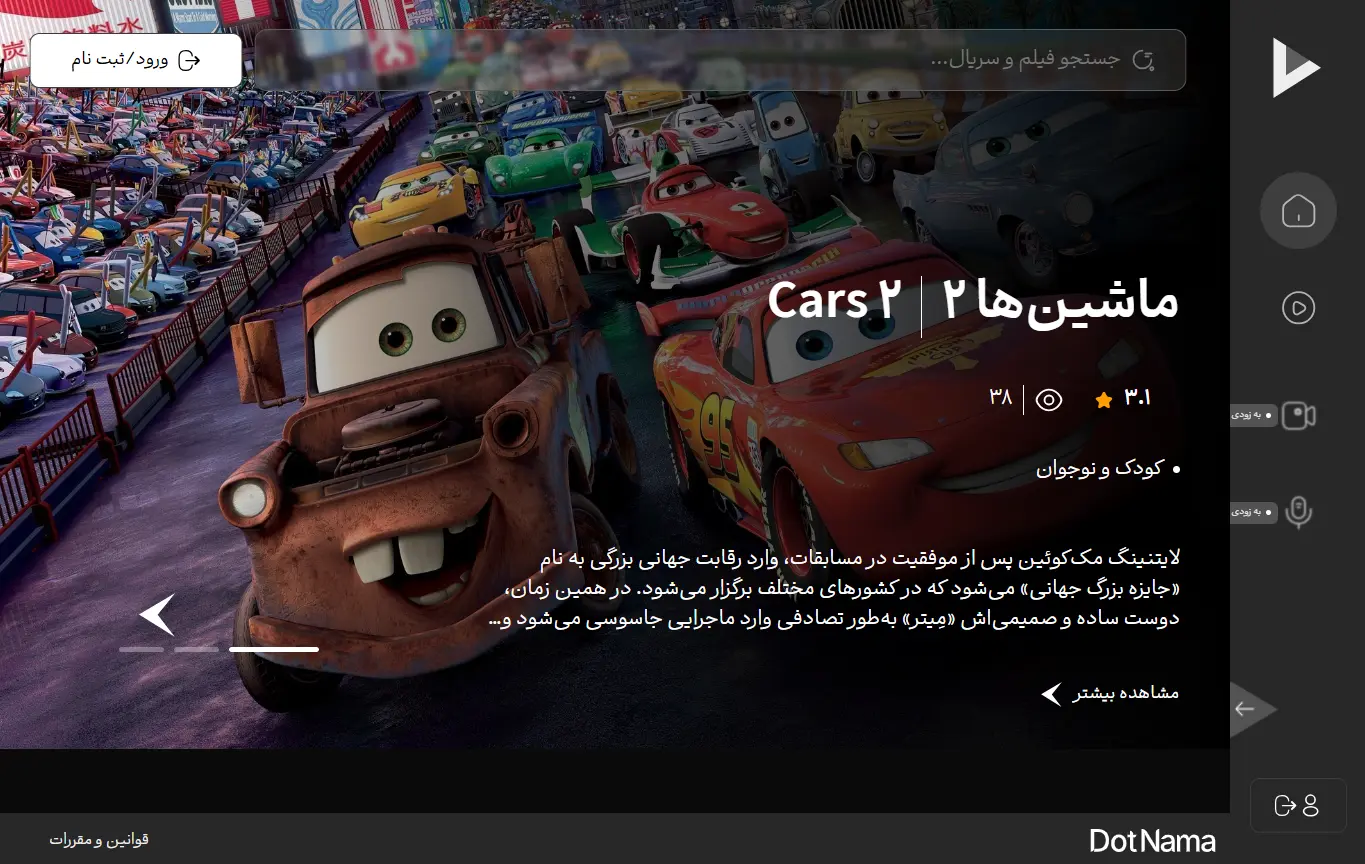 جستجو فیلم و سریال...
ورود/ثبت نام
ماشین‌ها ۲ | Cars ۲
۳.۱
۳۸
کودک و نوجوان
لایتنینگ مک‌کوئین پس از موفقیت در مسابقات، وارد رقابت جهانی بزرگی به نام
«جایزه بزرگ جهانی» می‌شود که در کشورهای مختلف برگزار می‌شود. در همین زمان،
دوست ساده و صمیمی‌اش «مِیتر» به‌طور تصادفی وارد ماجرایی جاسوسی می‌شود و...
مشاهده بیشتر
به زودی
به زودی
95
DotNama
قوانین و مقررات